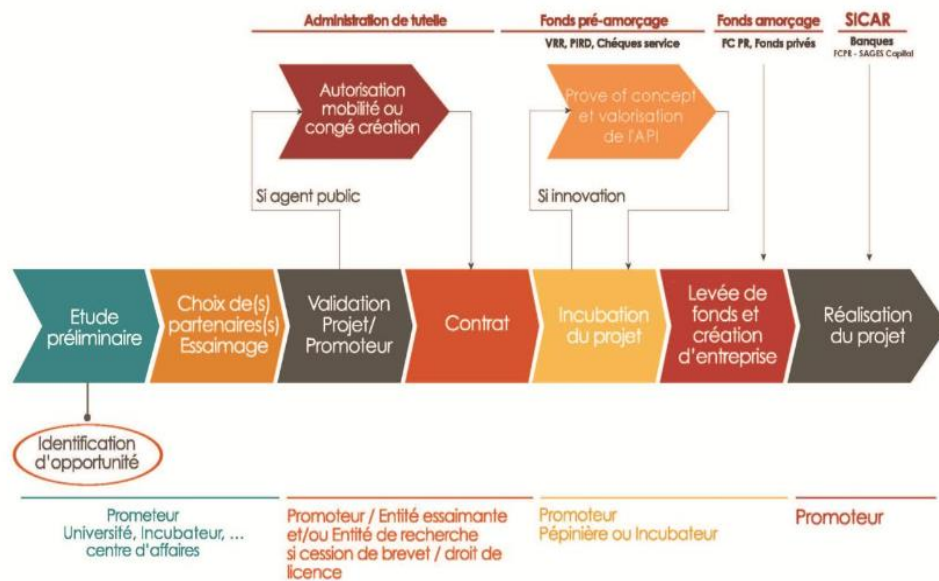 Administration de tutelle
Fonds pré-amorçage
Fonds amorçage
SICAR
VRR, PIRD, Chéques service
FC PR, Fonds privés
Banques
FCPR - SAGES Capital
Autorisation
mobilité ou
congé création
Prove of concept
et valorisation
de l'API
Si agent public
Si innovation
Etude
préliminaire
Choix de(s)
partenaires(s)
Essaimage
Validation
Projet/
Promoteur
Contrat
Incubation
du projet
Levée de
fonds et
création
d'entreprise
Réalisation
du projet
Identification
d'opportunité
Prometeur
Université, Incubateur, ...
centre d'affaires
Promoteur / Entité essaimante
et/ou Entité de recherche
si cession de brevet / droit de
licence
Promoteur
Pépinière ou Incubateur
Promoteur